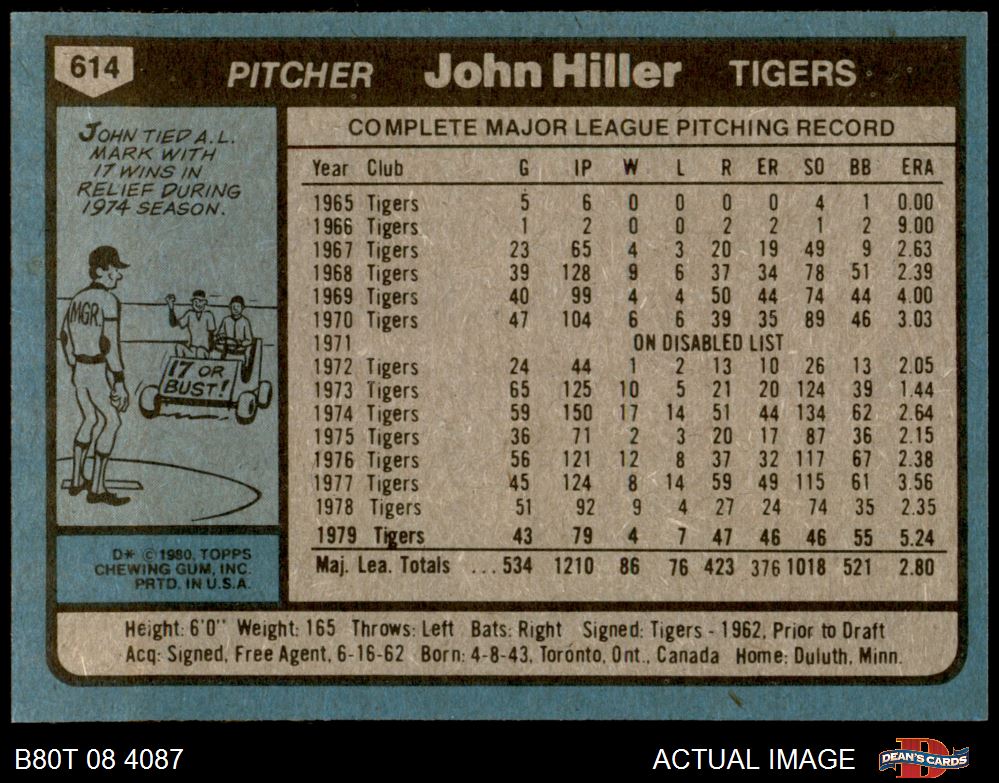 614 PITCHER John Hiller TIGERS
JOHN TIED A.L.
MARK WITH
17 WINS IN
RELIEF DURING
1974 SEASON.
MGR.
17 OR
BUST!
D* © 1980, TOPPS
CHEWING GUM, INC.
PRTD. IN U.S.A.
COMPLETE MAJOR LEAGUE PITCHING RECORD
Year Club G IP W L R ER SO BB ERA
1965 Tigers 5 6 0 0 0 0 4 1 0.00
1966 Tigers 1 2 0 0 2 2 1 2 9.00
1967 Tigers 23 65 4 3 20 19 49 9 2.63
1968 Tigers 39 128 9 6 37 34 78 51 2.39
1969 Tigers 40 99 4 4 50 44 74 44 4.00
1970 Tigers 47 104 6 6 39 35 89 46 3.03
1971 ON DISABLED LIST
1972 Tigers 24 44 1 2 13 10 26 13 2.05
1973 Tigers 65 125 10 5 21 20 124 39 1.44
1974 Tigers 59 150 17 14 51 44 134 62 2.64
1975 Tigers 36 71 2 3 20 17 87 36 2.15
1976 Tigers 56 121 12 8 37 32 117 67 2.38
1977 Tigers 45 124 8 14 59 49 115 61 3.56
1978 Tigers 51 92 9 4 27 24 74 35 2.35
1979 Tigers 43 79 4 7 47 46 46 55 5.24
Maj. Lea. Totals ...534 1210 86 76 423 376 1018 521 2.80
Height: 6'0" Weight: 165 Throws: Left Bats: Right Signed: Tigers - 1962, Prior to Draft
Acq: Signed, Free Agent, 6-16-62 Born: 4-8-43, Toronto, Ont., Canada Home: Duluth, Minn.
B80T 08 4087 ACTUAL IMAGE DEAN'S CARDS